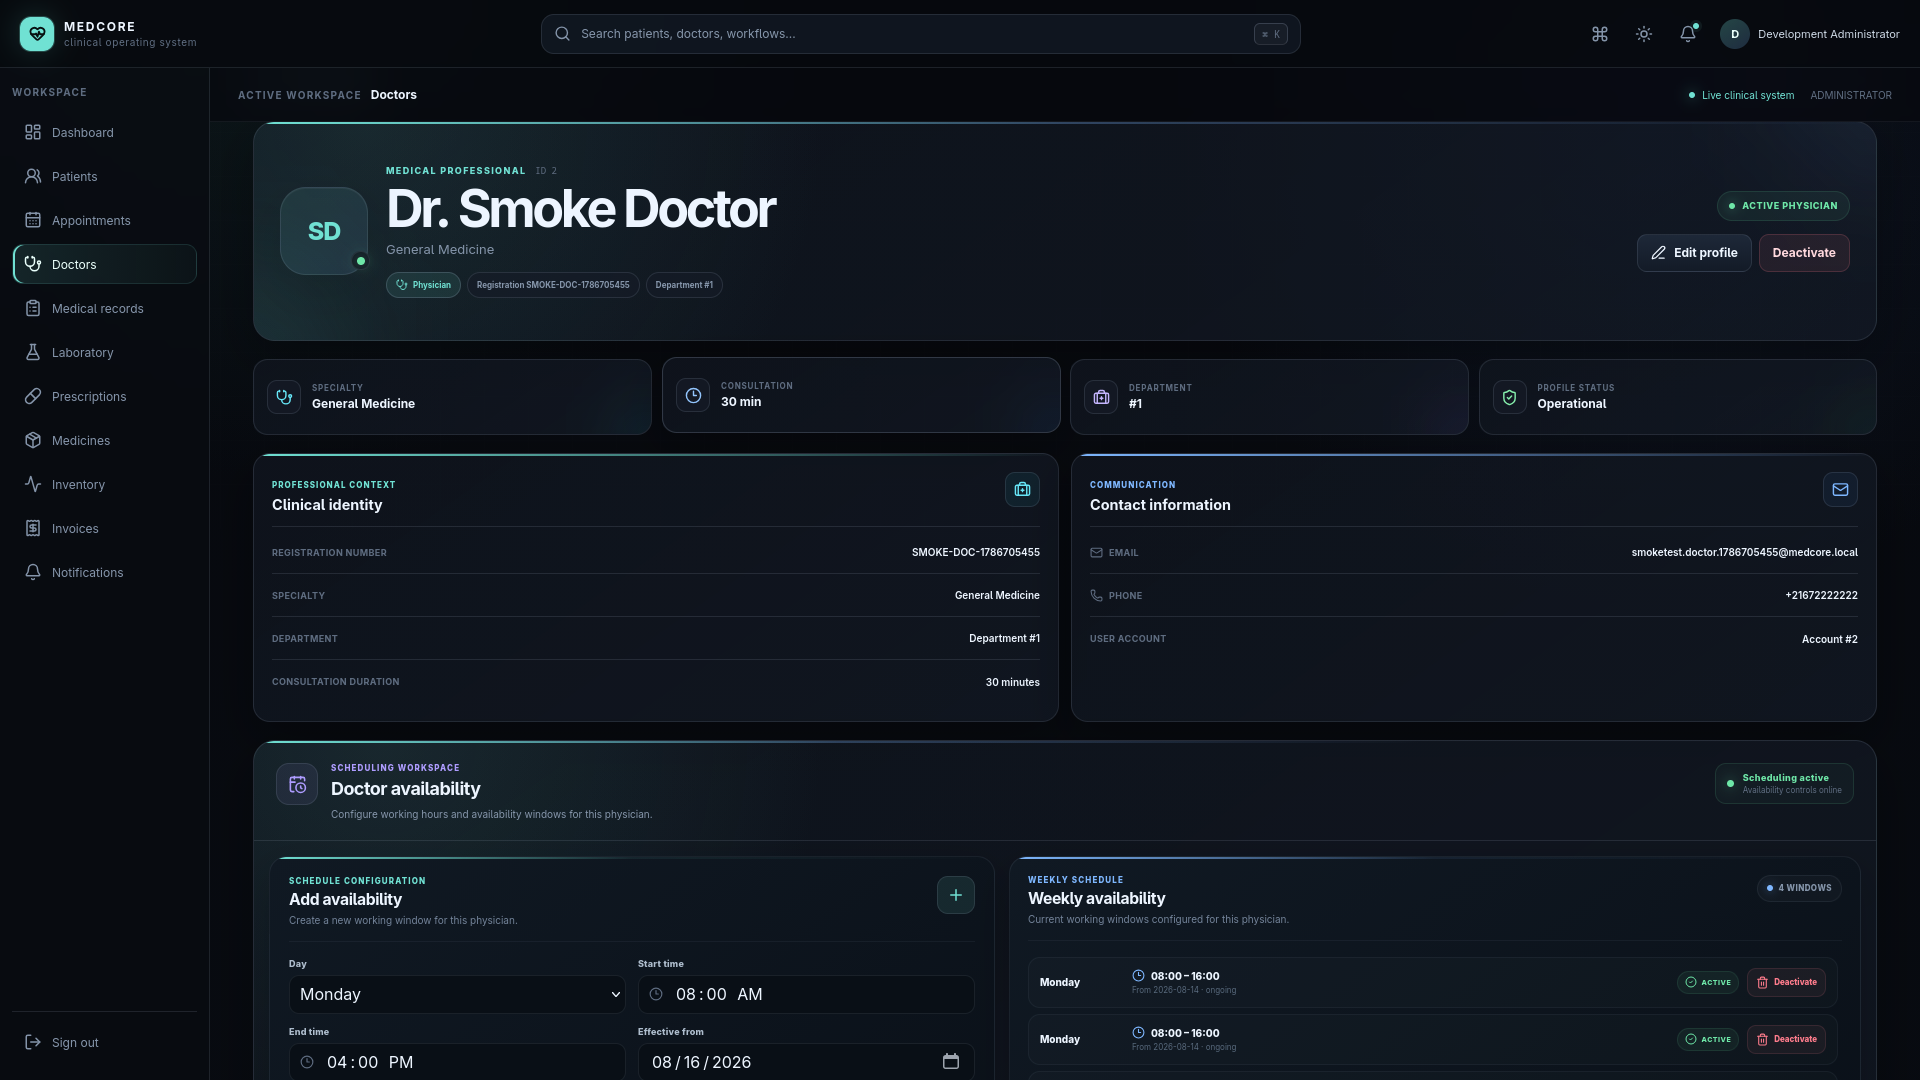 MEDCORE
clinical operating system
Search patients, doctors, workflows...
⌘ K
D
Development Administrator
WORKSPACE
Dashboard
Patients
Appointments
Doctors
Medical records
Laboratory
Prescriptions
Medicines
Inventory
Invoices
Notifications
Sign out
ACTIVE WORKSPACE Doctors
Live clinical system ADMINISTRATOR
SD
MEDICAL PROFESSIONAL ID 2
Dr. Smoke Doctor
General Medicine
Physician
Registration SMOKE-DOC-1786705455
Department #1
ACTIVE PHYSICIAN
Edit profile
Deactivate
SPECIALTY
General Medicine
CONSULTATION
30 min
DEPARTMENT
#1
PROFILE STATUS
Operational
PROFESSIONAL CONTEXT
Clinical identity
REGISTRATION NUMBER SMOKE-DOC-1786705455
SPECIALTY General Medicine
DEPARTMENT Department #1
CONSULTATION DURATION 30 minutes
COMMUNICATION
Contact information
EMAIL smoketest.doctor.1786705455@medcore.local
PHONE +21672222222
USER ACCOUNT Account #2
SCHEDULING WORKSPACE
Doctor availability
Configure working hours and availability windows for this physician.
Scheduling active
Availability controls online
SCHEDULE CONFIGURATION
Add availability
Create a new working window for this physician.
Day
Monday
Start time
08:00 AM
End time
04:00 PM
Effective from
08/16/2026
WEEKLY SCHEDULE
Weekly availability
Current working windows configured for this physician.
4 WINDOWS
Monday
08:00 – 16:00
From 2026-08-14 · ongoing
ACTIVE
Deactivate
Monday
08:00 – 16:00
From 2026-08-14 · ongoing
ACTIVE
Deactivate